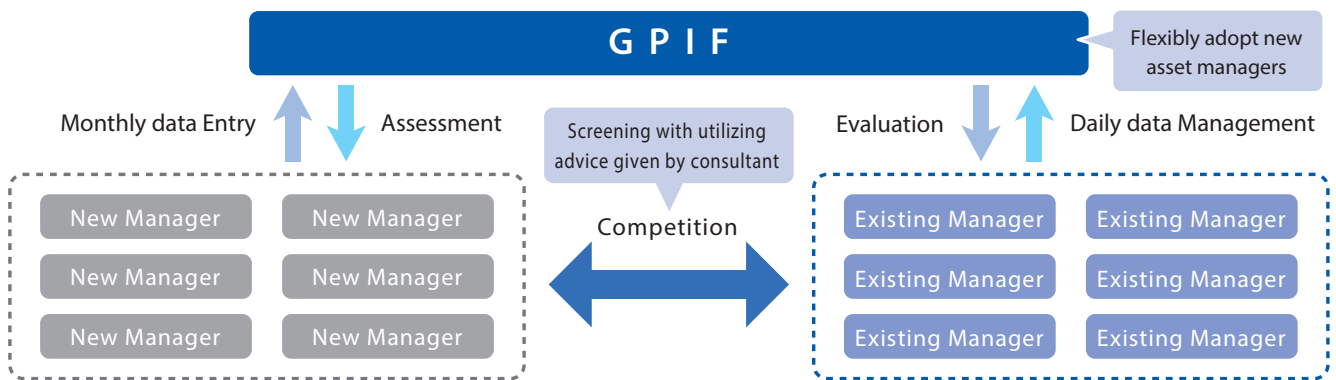 GPIF
Flexibly adopt new
asset managers
Monthly data Entry
Assessment
Screening with utilizing
advice given by consultant
Evaluation
Daily data Management
New Manager
New Manager
New Manager
New Manager
New Manager
New Manager
Competition
Existing Manager
Existing Manager
Existing Manager
Existing Manager
Existing Manager
Existing Manager